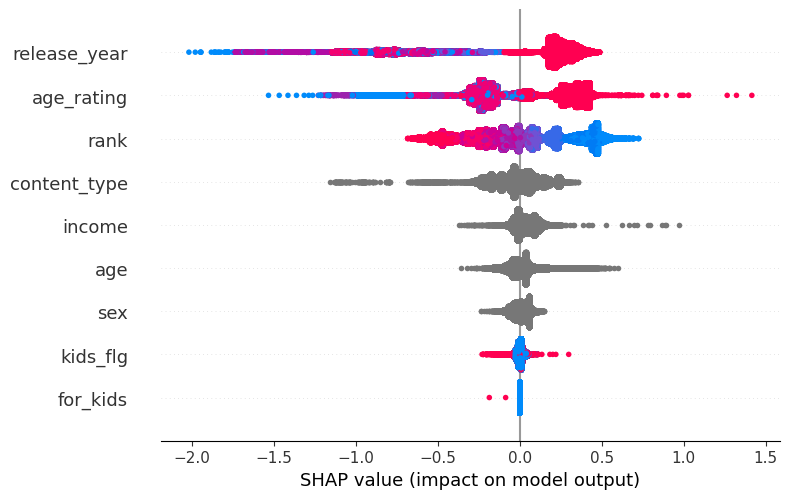 release_year
age_rating
rank
content_type
income
age
sex
kids_flg
for_kids
−2.0 −1.5 −1.0 −0.5 0.0 0.5 1.0 1.5
SHAP value (impact on model output)